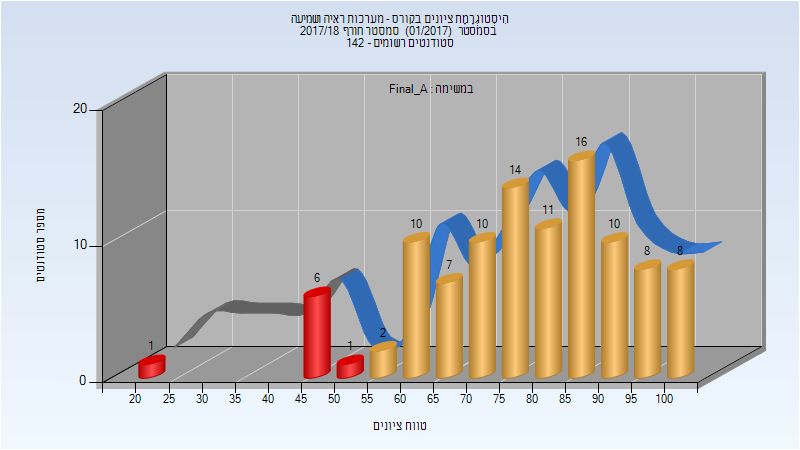 היסטוגרמת ציונים בקורס - מערכות ראיה ושמיעה
בסמסטר (01/2017) סמסטר חורף 2017/18
סטודנטים רשומים - 142
במשימה : Final_A
מספר סטודנטים
20
10
0
1
6
1
2
10
7
10
14
11
16
10
8
8
20 25 30 35 40 45 50 55 60 65 70 75 80 85 90 95 100
טווח ציונים